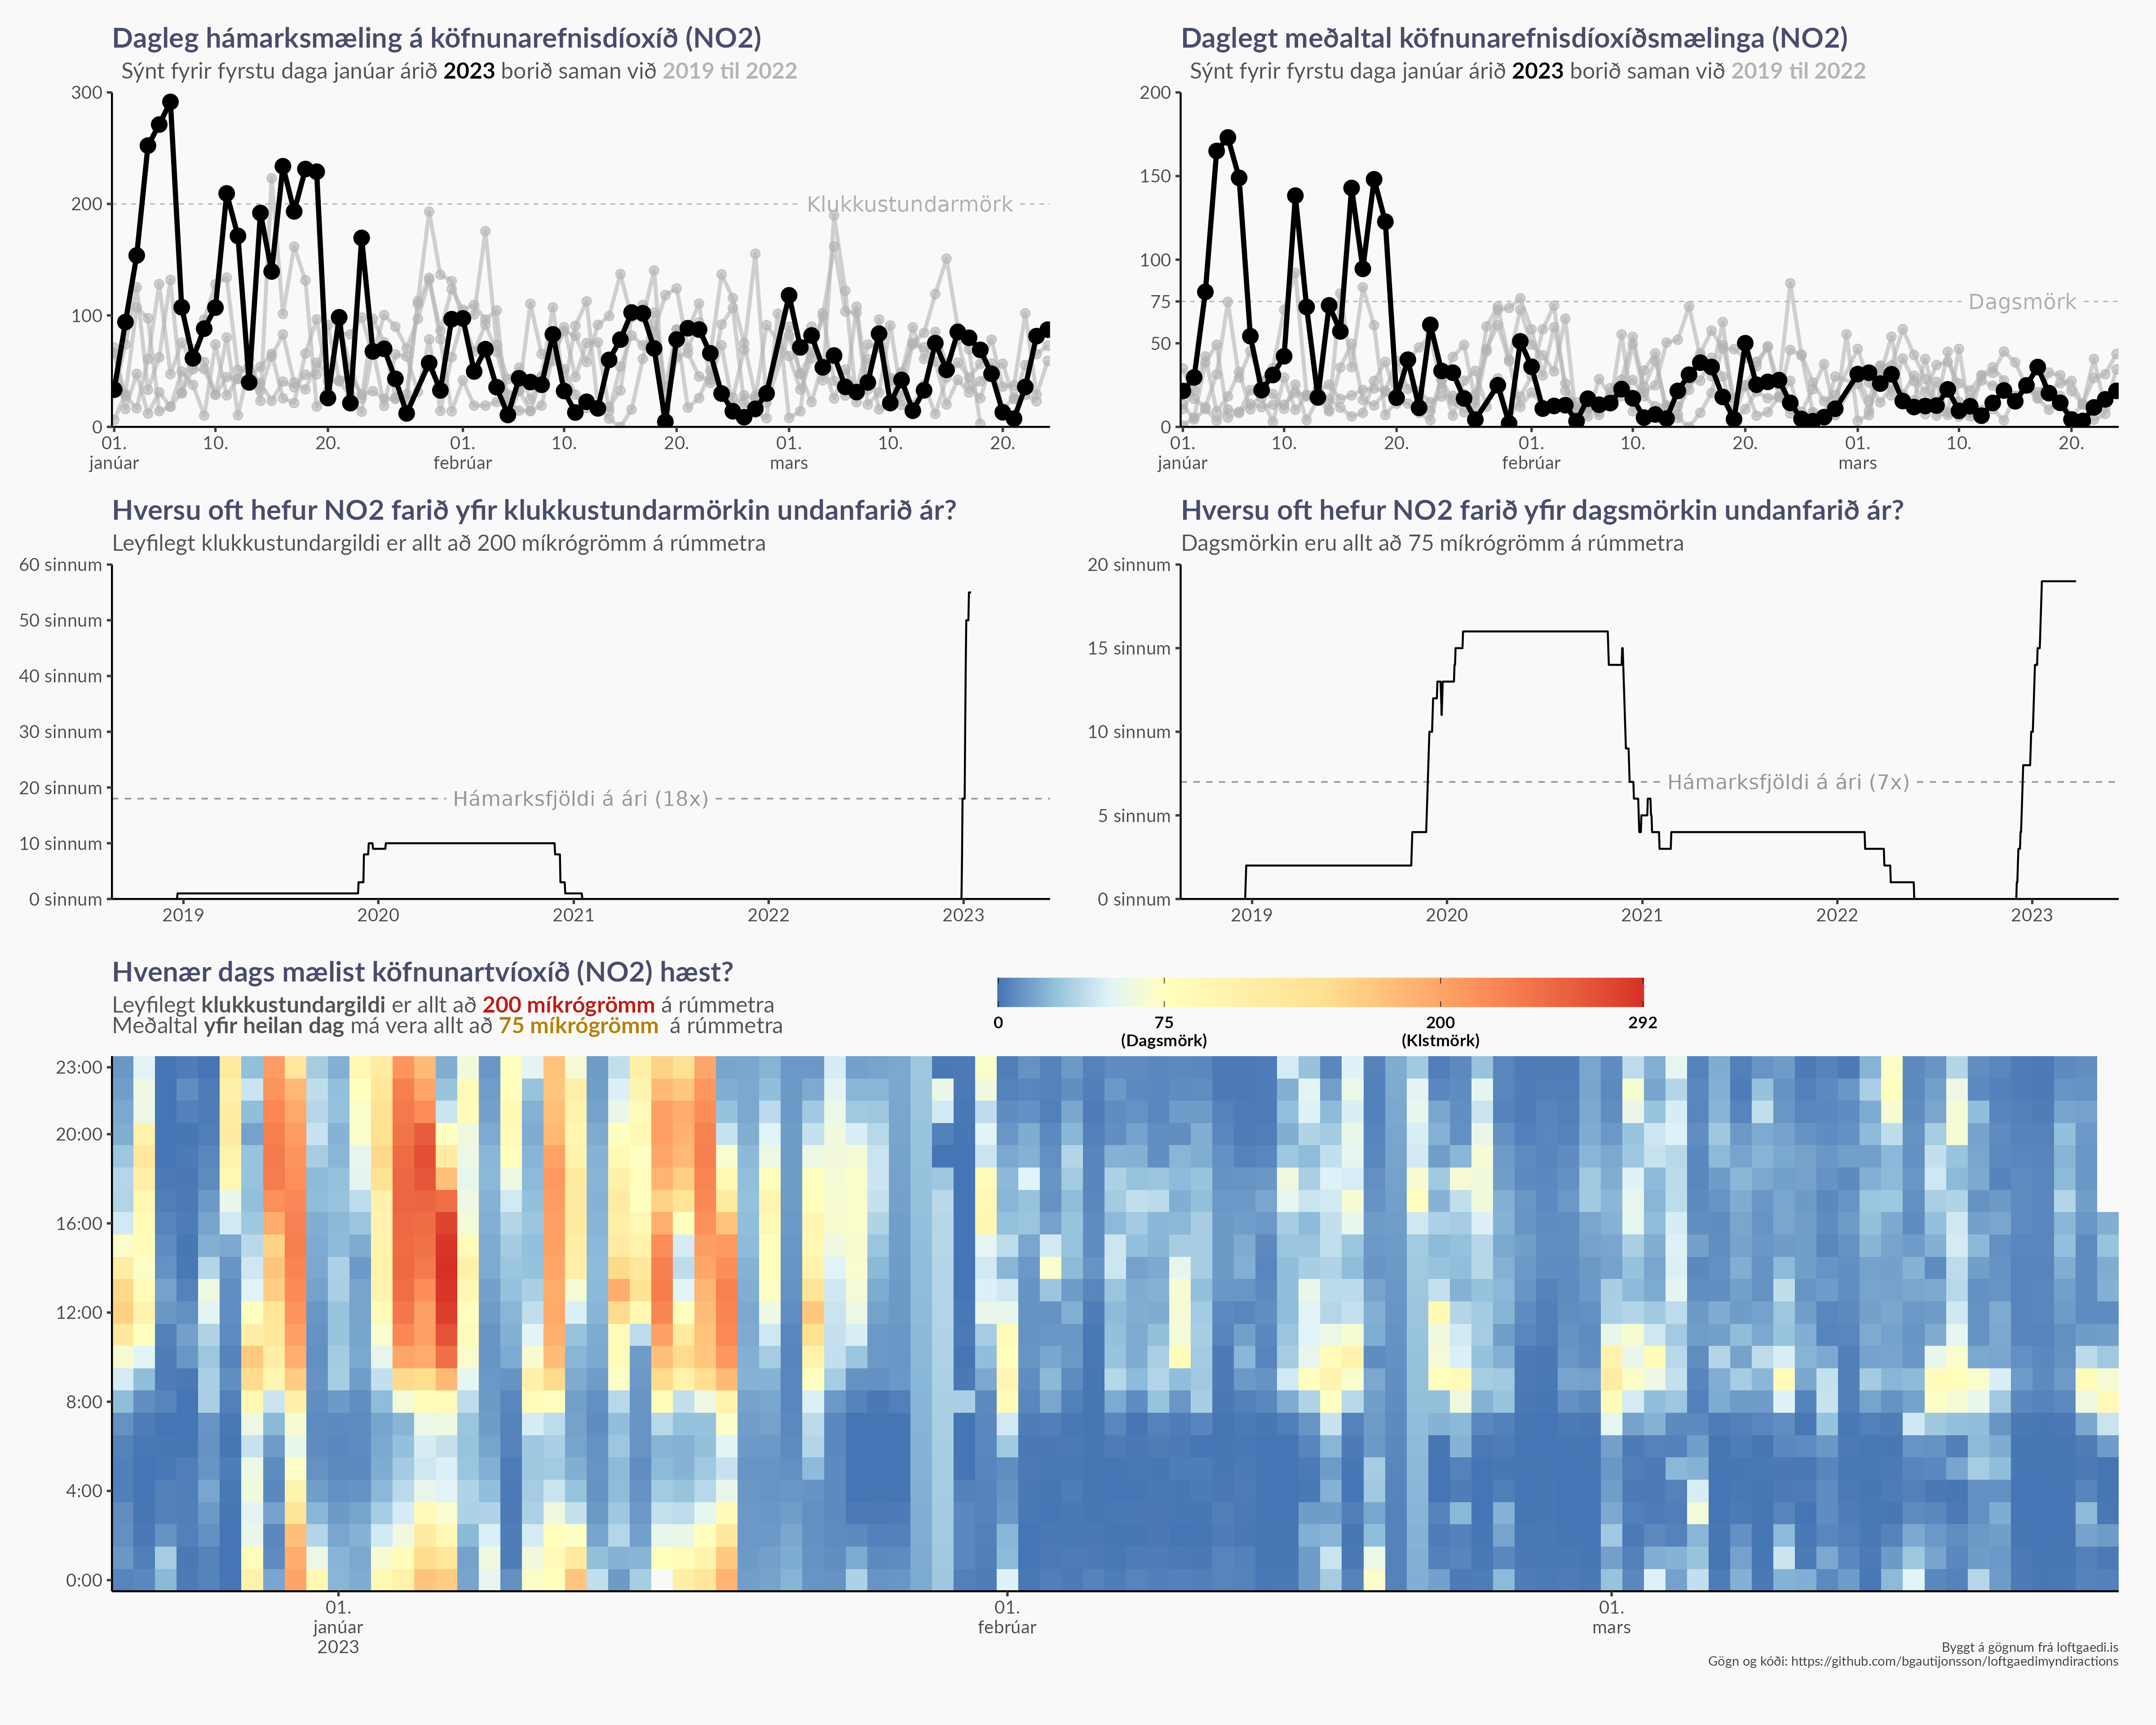 Dagleg hámarksmæling á köfnunarefnisdíoxíð (NO2)
Sýnt fyrir fyrstu daga janúar árið 2023 borið saman við 2019 til 2022
300
200
100
0
Klukkustundarmörk
01. 10. 20. 01. 10. 20. 01. 10. 20.
janúar febrúar mars
Daglegt meðaltal köfnunarefnisdíoxíðsmælinga (NO2)
Sýnt fyrir fyrstu daga janúar árið 2023 borið saman við 2019 til 2022
200
150
100
75
50
0
Dagsmörk
01. 10. 20. 01. 10. 20. 01. 10. 20.
janúar febrúar mars
Hversu oft hefur NO2 farið yfir klukkustundarmörkin undanfarið ár?
Leyfilegt klukkustundargildi er allt að 200 míkrógrömm á rúmmetra
60 sinnum
50 sinnum
40 sinnum
30 sinnum
20 sinnum
10 sinnum
0 sinnum
Hámarksfjöldi á ári (18x)
2019 2020 2021 2022 2023
Hversu oft hefur NO2 farið yfir dagsmörkin undanfarið ár?
Dagsmörkin eru allt að 75 míkrógrömm á rúmmetra
20 sinnum
15 sinnum
10 sinnum
5 sinnum
0 sinnum
Hámarksfjöldi á ári (7x)
2019 2020 2021 2022 2023
Hvenær dags mælist köfnunartvíoxíð (NO2) hæst?
Leyfilegt klukkustundargildi er allt að 200 míkrógrömm á rúmmetra
Meðaltal yfir heilan dag má vera allt að 75 míkrógrömm á rúmmetra
0 75 200 292
(Dagsmörk) (Klstmörk)
23:00
20:00
16:00
12:00
8:00
4:00
0:00
01. 01. 01.
janúar febrúar mars
2023
Byggt á gögnum frá loftgaedi.is
Gögn og kóði: https://github.com/bgautijonsson/loftgaedimyndiractions